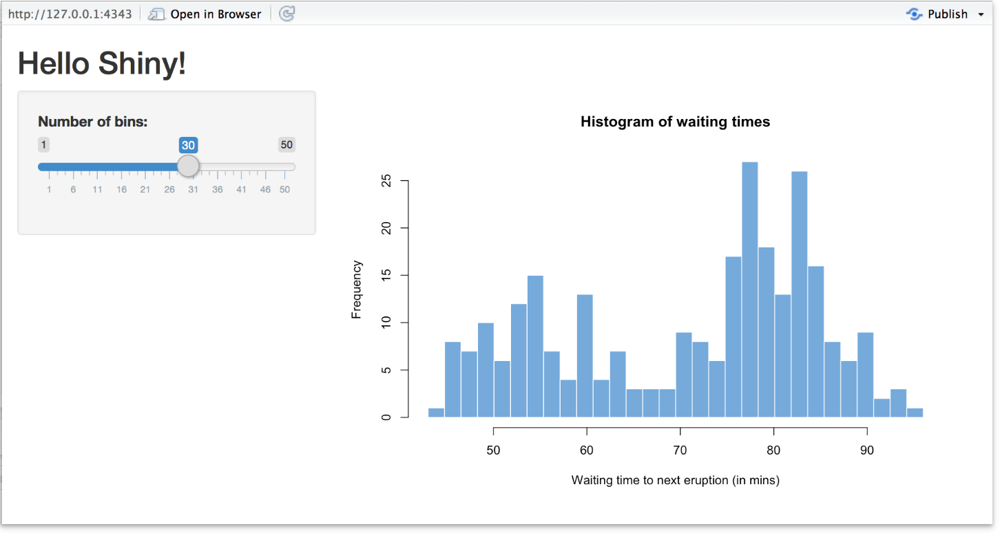 http://127.0.0.1:4343 Open in Browser Publish
Hello Shiny!
Number of bins:
1 30 50
1 6 11 16 21 26 31 36 41 46 50
Histogram of waiting times
Frequency
25
20
15
10
5
0
50 60 70 80 90
Waiting time to next eruption (in mins)